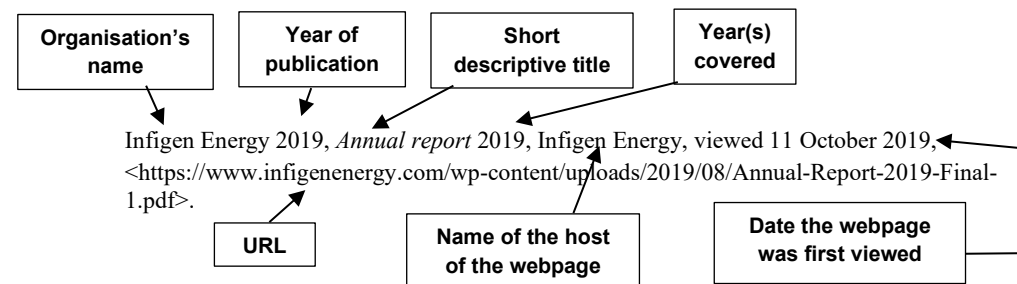 Organisation's
name
Year of
publication
Short
descriptive title
Year(s)
covered
Infigen Energy 2019, Annual report 2019, Infigen Energy, viewed 11 October 2019,
<https://www.infigenenergy.com/wp-content/uploads/2019/08/Annual-Report-2019-Final-
1.pdf>.
URL
Name of the host
of the webpage
Date the webpage
was first viewed